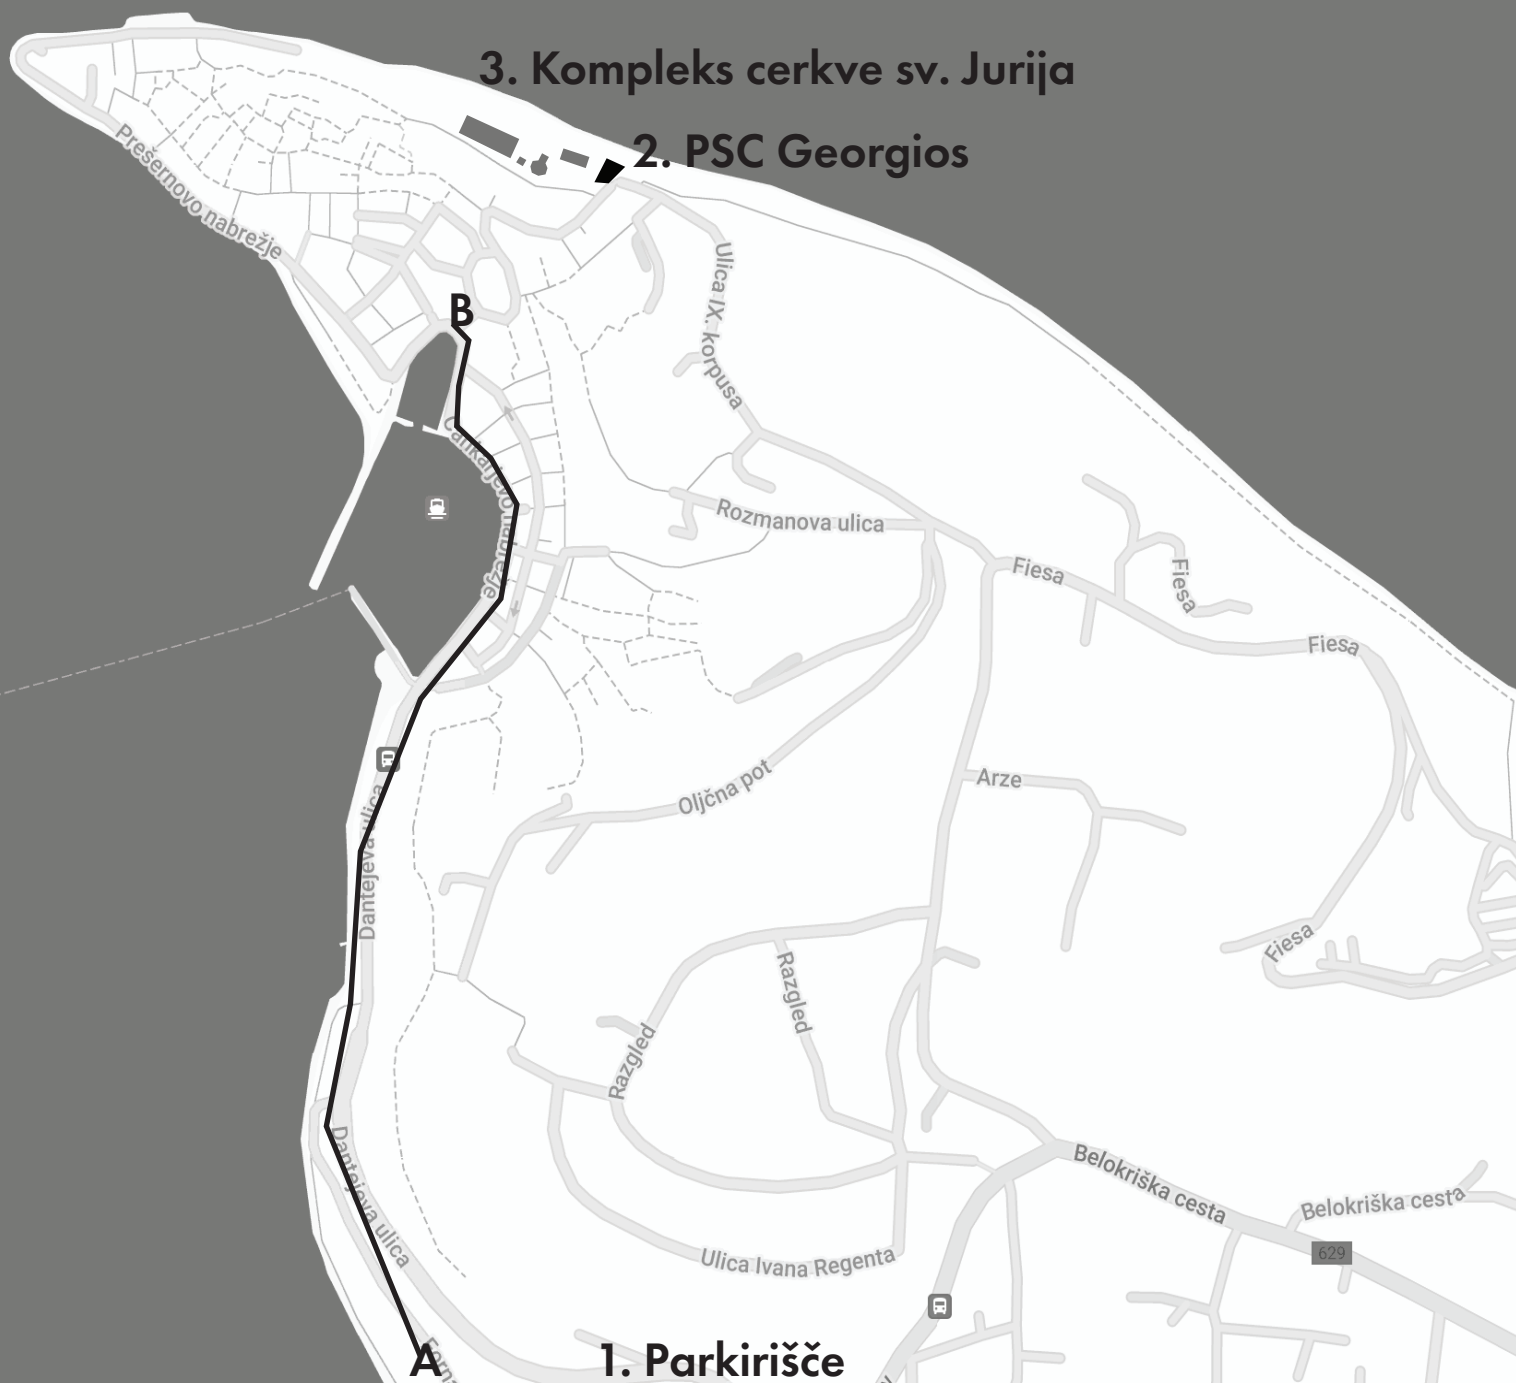 3. Kompleks cerkve sv. Jurija
2. PSC Georgios
Prešernovo nabrežje
Ulica IX. korpusa
B
Cankarjevo nabrežje
Rozmanova ulica
Fiesa
Fiesa
Fiesa
Oljčna pot
Arze
Dantejeva ulica
Fiesa
Razgled
Razgled
Dantejeva ulica
Belokriška cesta
Belokriška cesta
629
Ulica Ivana Regenta
A
1. Parkirišče